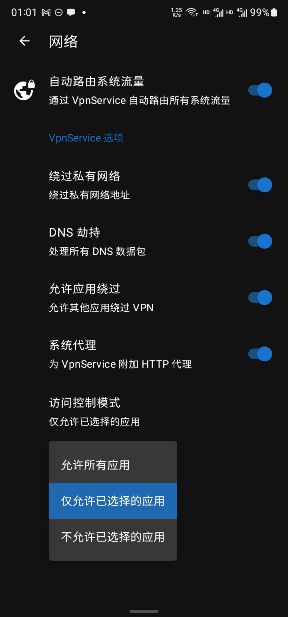 01:01
1.25 K/s HD 4G HD 4G 99%
网络
自动路由系统流量
通过 VpnService 自动路由所有系统流量
VpnService 选项
绕过私有网络
绕过私有网络地址
DNS 劫持
处理所有 DNS 数据包
允许应用绕过
允许其他应用绕过 VPN
系统代理
为 VpnService 附加 HTTP 代理
访问控制模式
仅允许已选择的应用
允许所有应用
仅允许已选择的应用
不允许已选择的应用